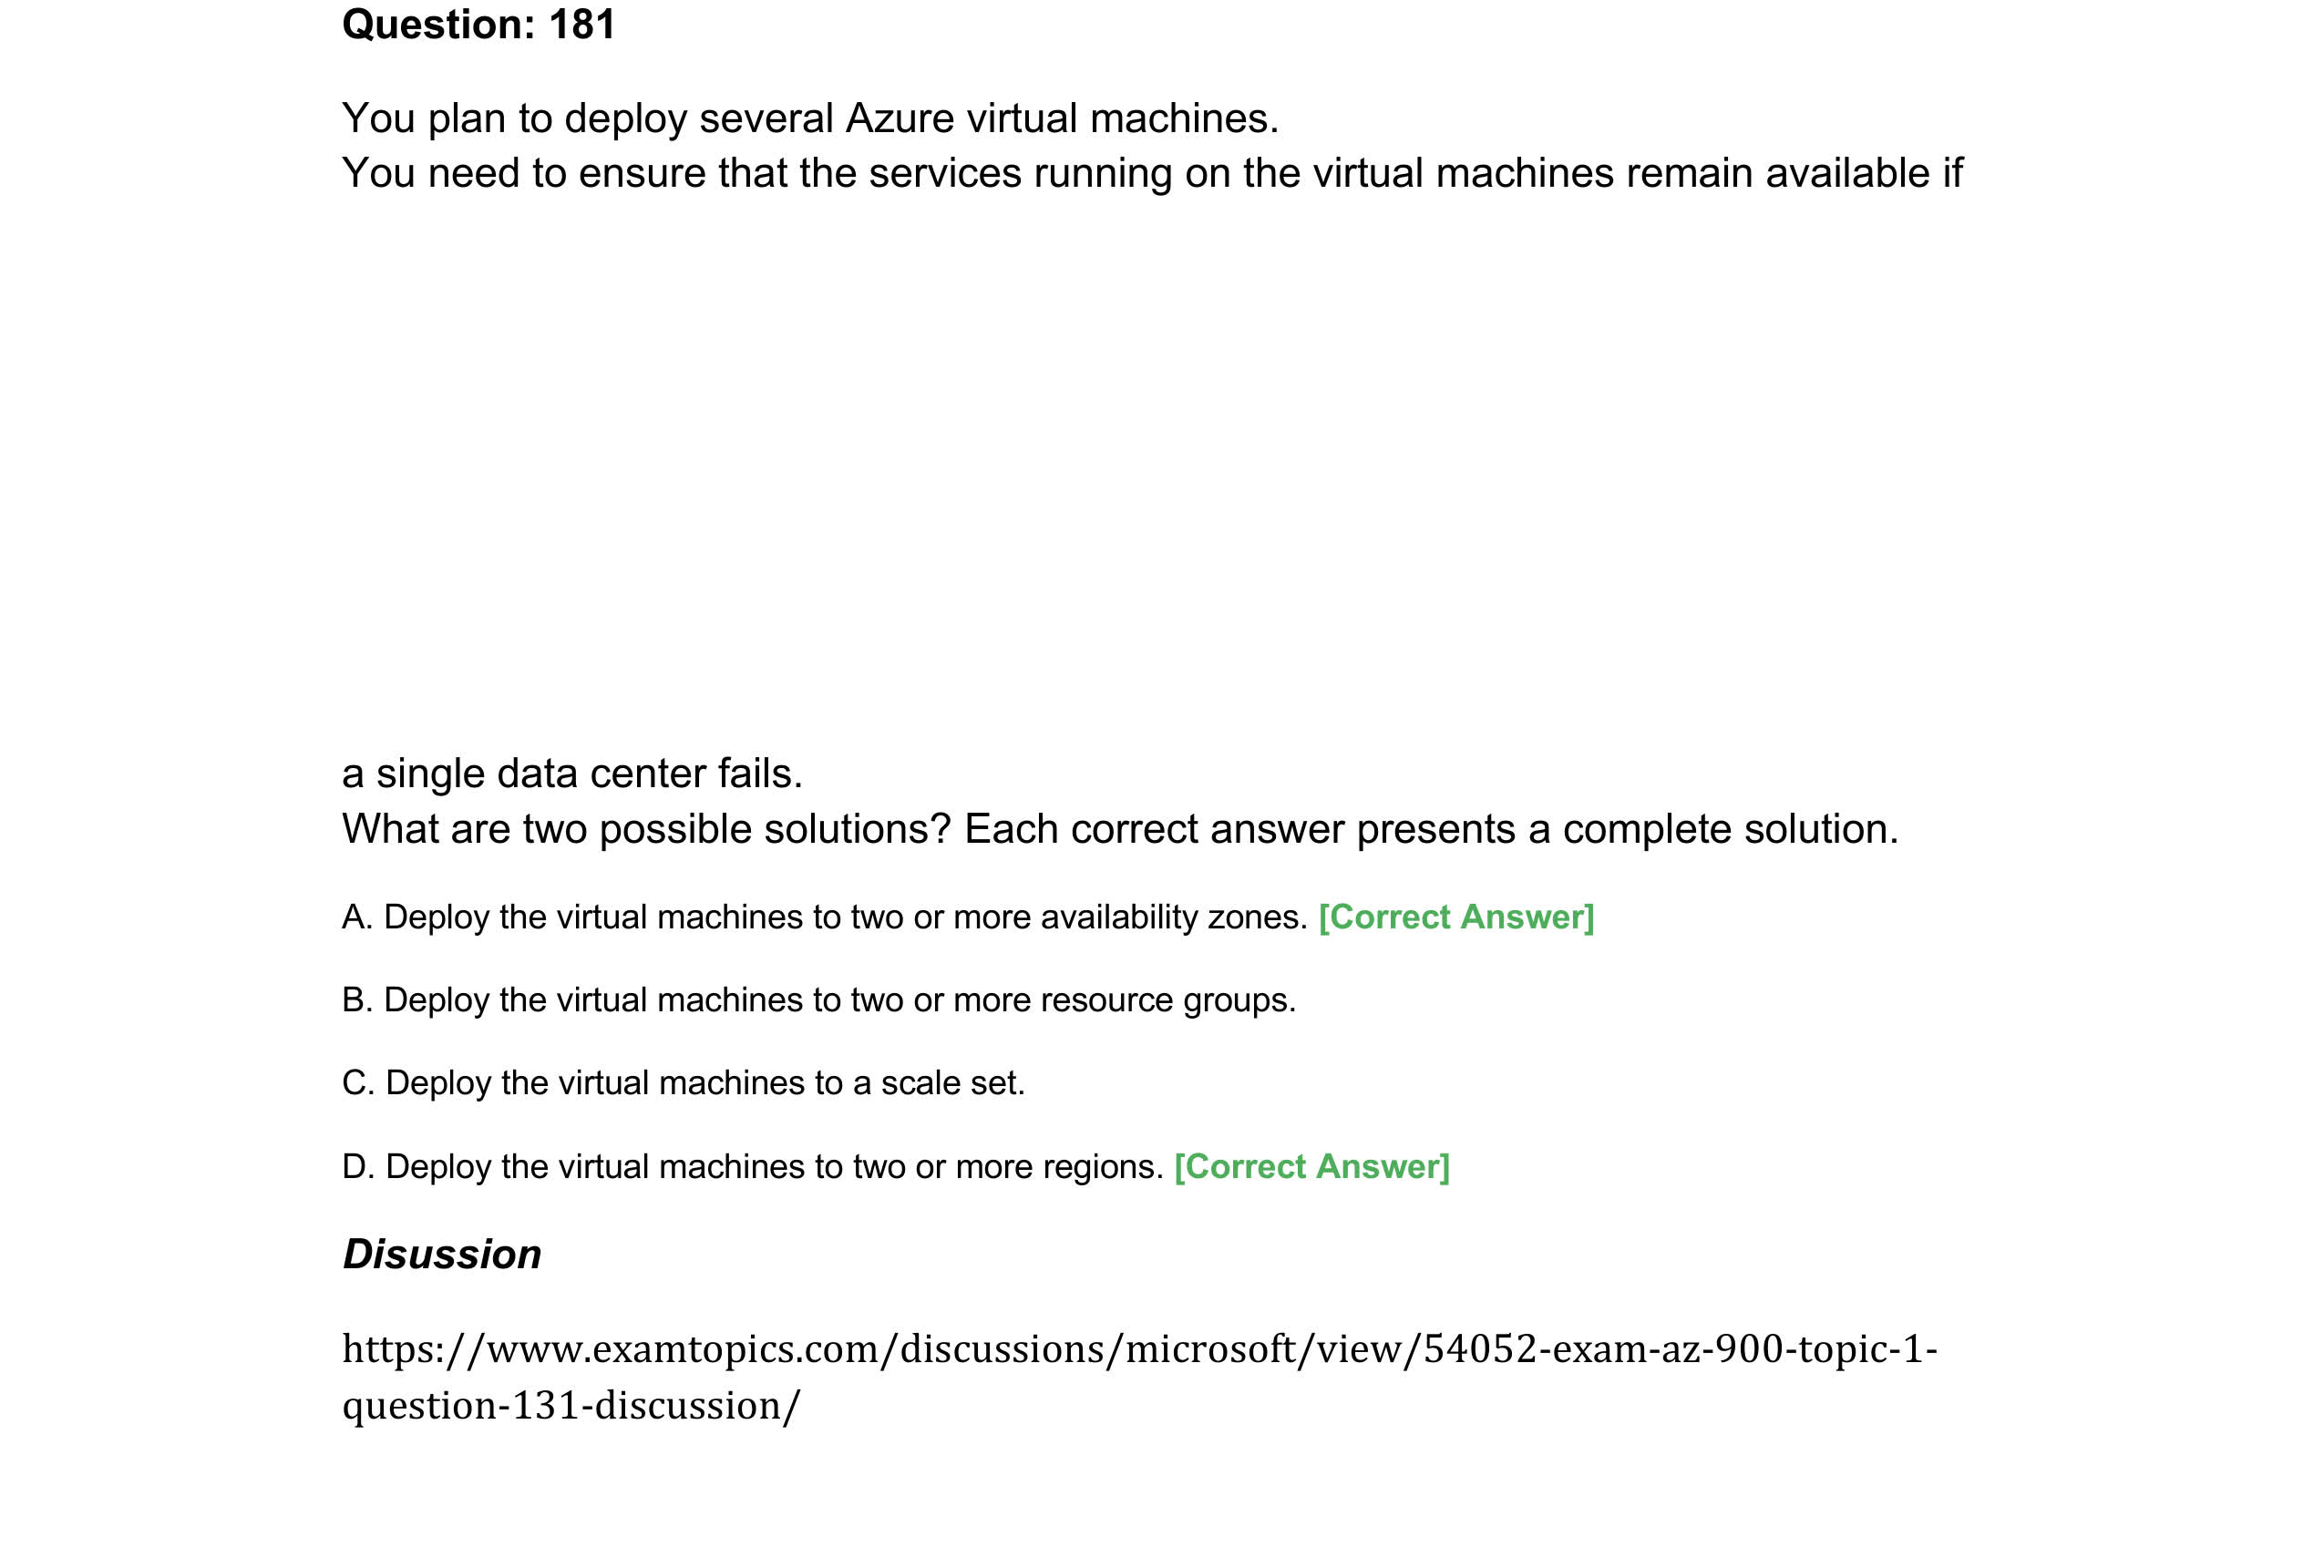 Question: 181
You plan to deploy several Azure virtual machines.
You need to ensure that the services running on the virtual machines remain available if
a single data center fails.
What are two possible solutions? Each correct answer presents a complete solution.
A. Deploy the virtual machines to two or more availability zones. [Correct Answer]
B. Deploy the virtual machines to two or more resource groups.
C. Deploy the virtual machines to a scale set.
D. Deploy the virtual machines to two or more regions. [Correct Answer]
Disussion
https://www.examtopics.com/discussions/microsoft/view/54052-exam-az-900-topic-1-
question-131-discussion/